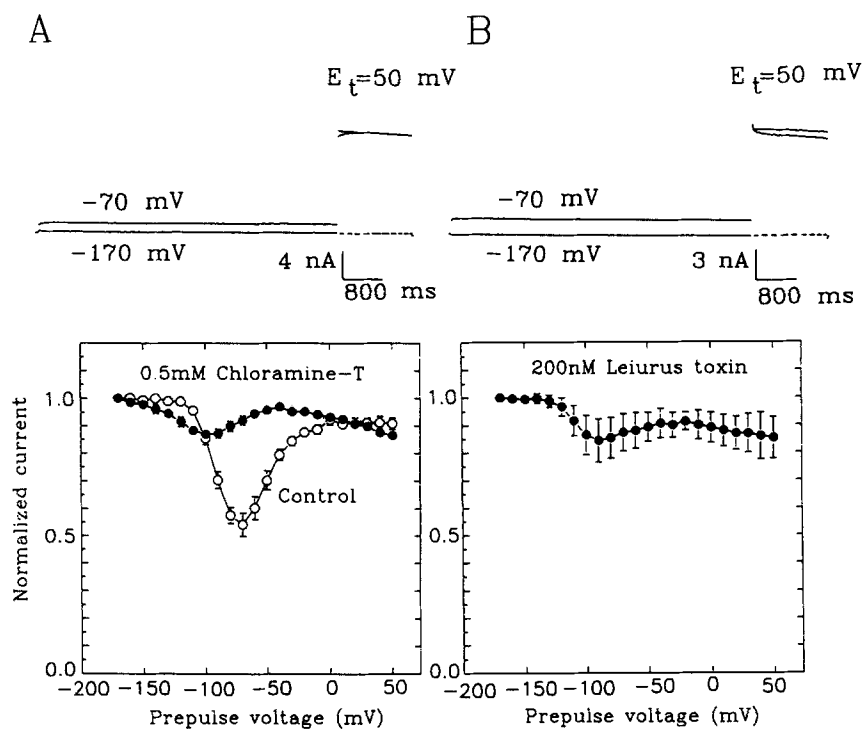 A
E t=50 mV
−70 mV
−170 mV
4 nA
800 ms
B
E t=50 mV
−70 mV
−170 mV
3 nA
800 ms
0.5mM Chloramine−T
Control
Normalized current
1.0
0.5
0.0
−200 −150 −100 −50 0 50
Prepulse voltage (mV)
200nM Leiurus toxin
1.0
0.5
0.0
−200 −150 −100 −50 0 50
Prepulse voltage (mV)